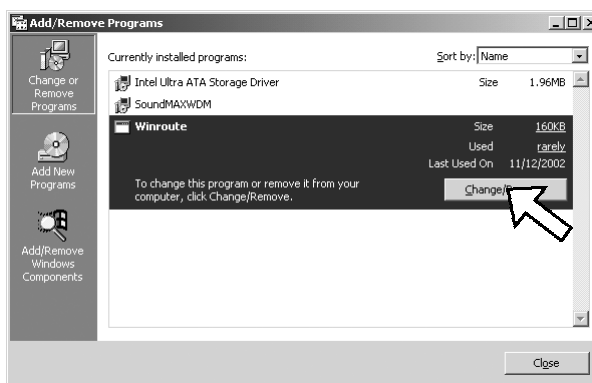 Add/Remove Programs
Change or
Remove
Programs
Add New
Programs
Add/Remove
Windows
Components
Currently installed programs:
Sort by: Name
Intel Ultra ATA Storage Driver
Size 1.96MB
SoundMAXWDM
Winroute
Size 160KB
Used rarely
Last Used On 11/12/2002
To change this program or remove it from your
computer, click Change/Remove.
Change/
Close